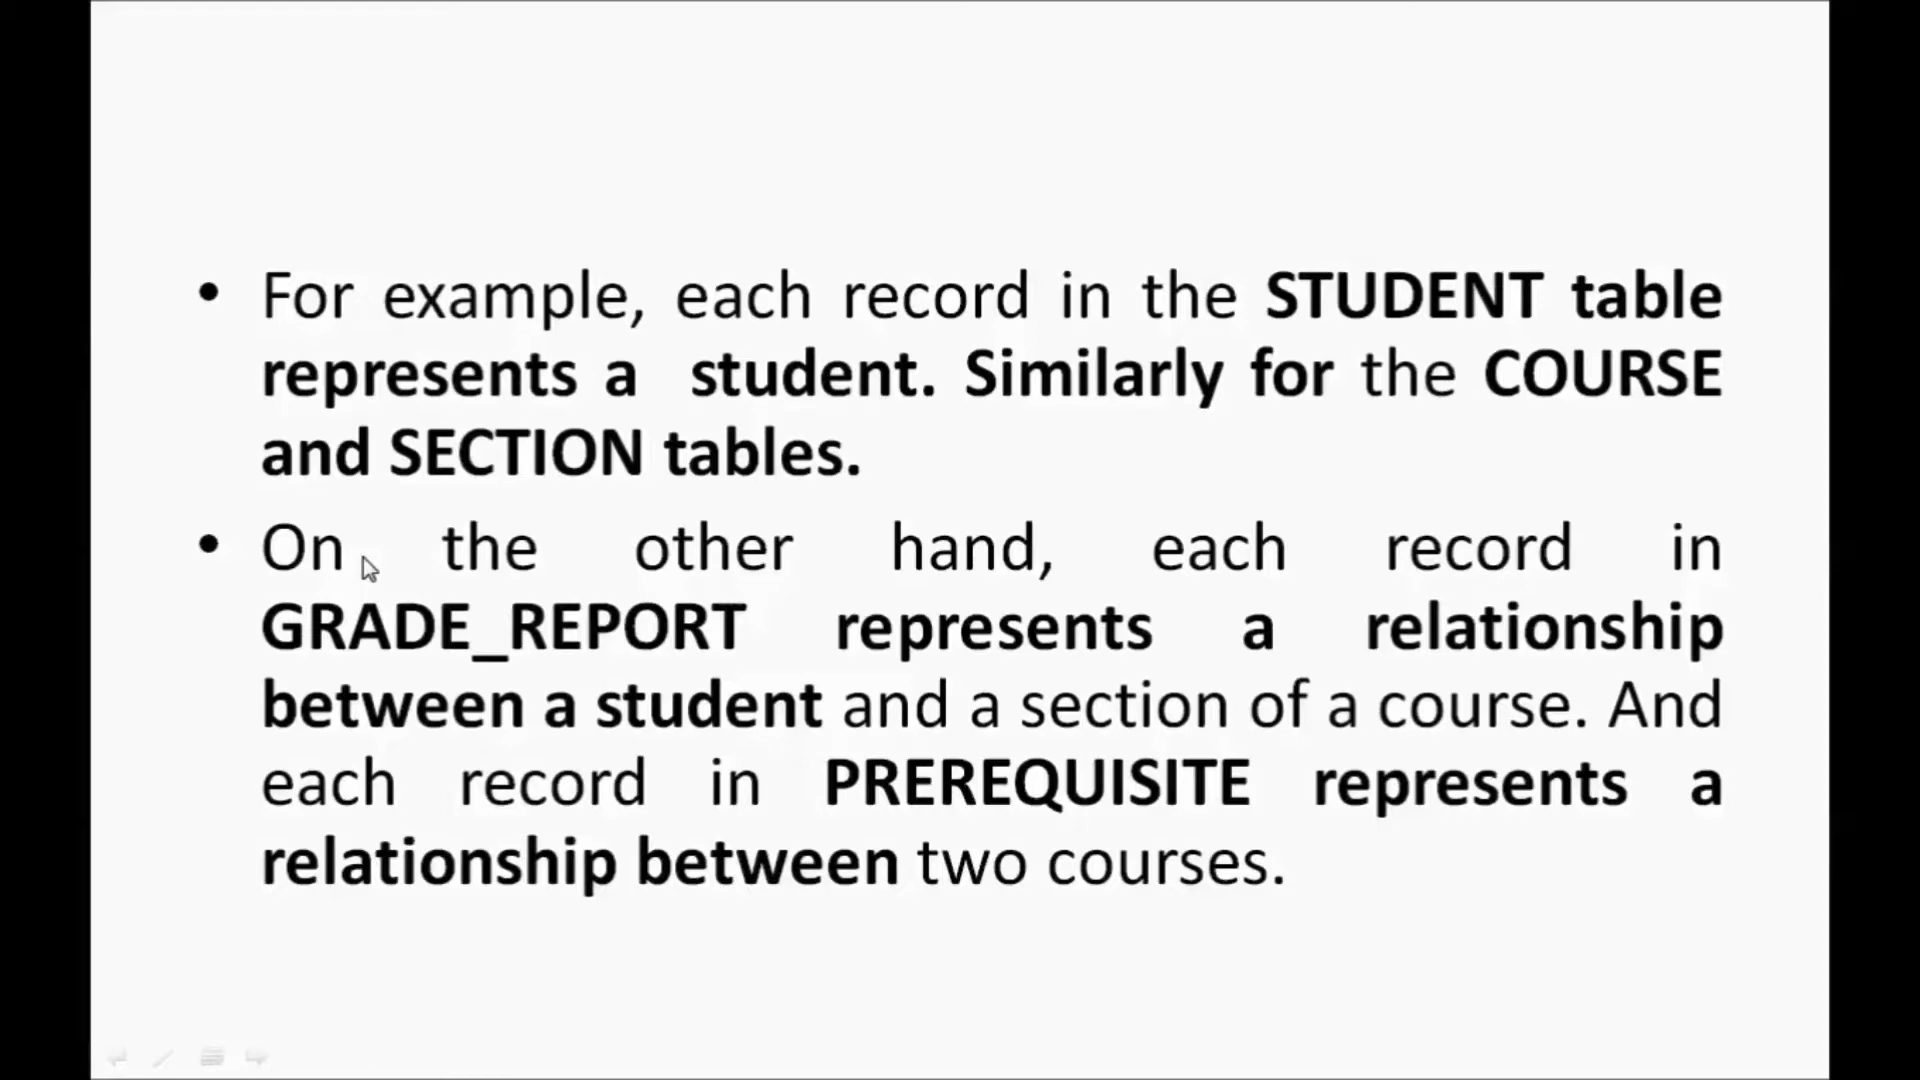 • For example, each record in the STUDENT table
represents a student. Similarly for the COURSE
and SECTION tables.
• On the other hand, each record in
GRADE_REPORT represents a relationship
between a student and a section of a course. And
each record in PREREQUISITE represents a
relationship between two courses.